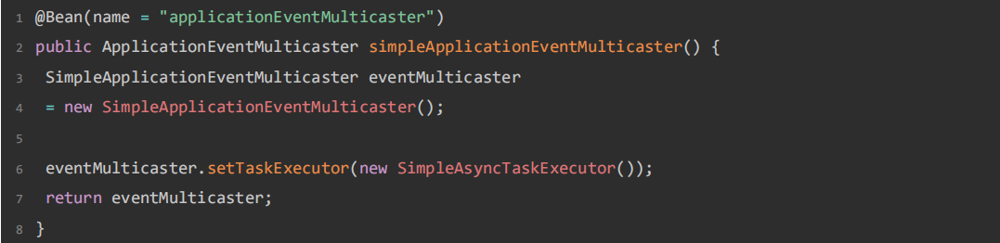 1 @Bean(name = "applicationEventMulticaster")
2 public ApplicationEventMulticaster simpleApplicationEventMulticaster() {
3 SimpleApplicationEventMulticaster eventMulticaster
4 = new SimpleApplicationEventMulticaster();
5
6 eventMulticaster.setTaskExecutor(new SimpleAsyncTaskExecutor());
7 return eventMulticaster;
8 }